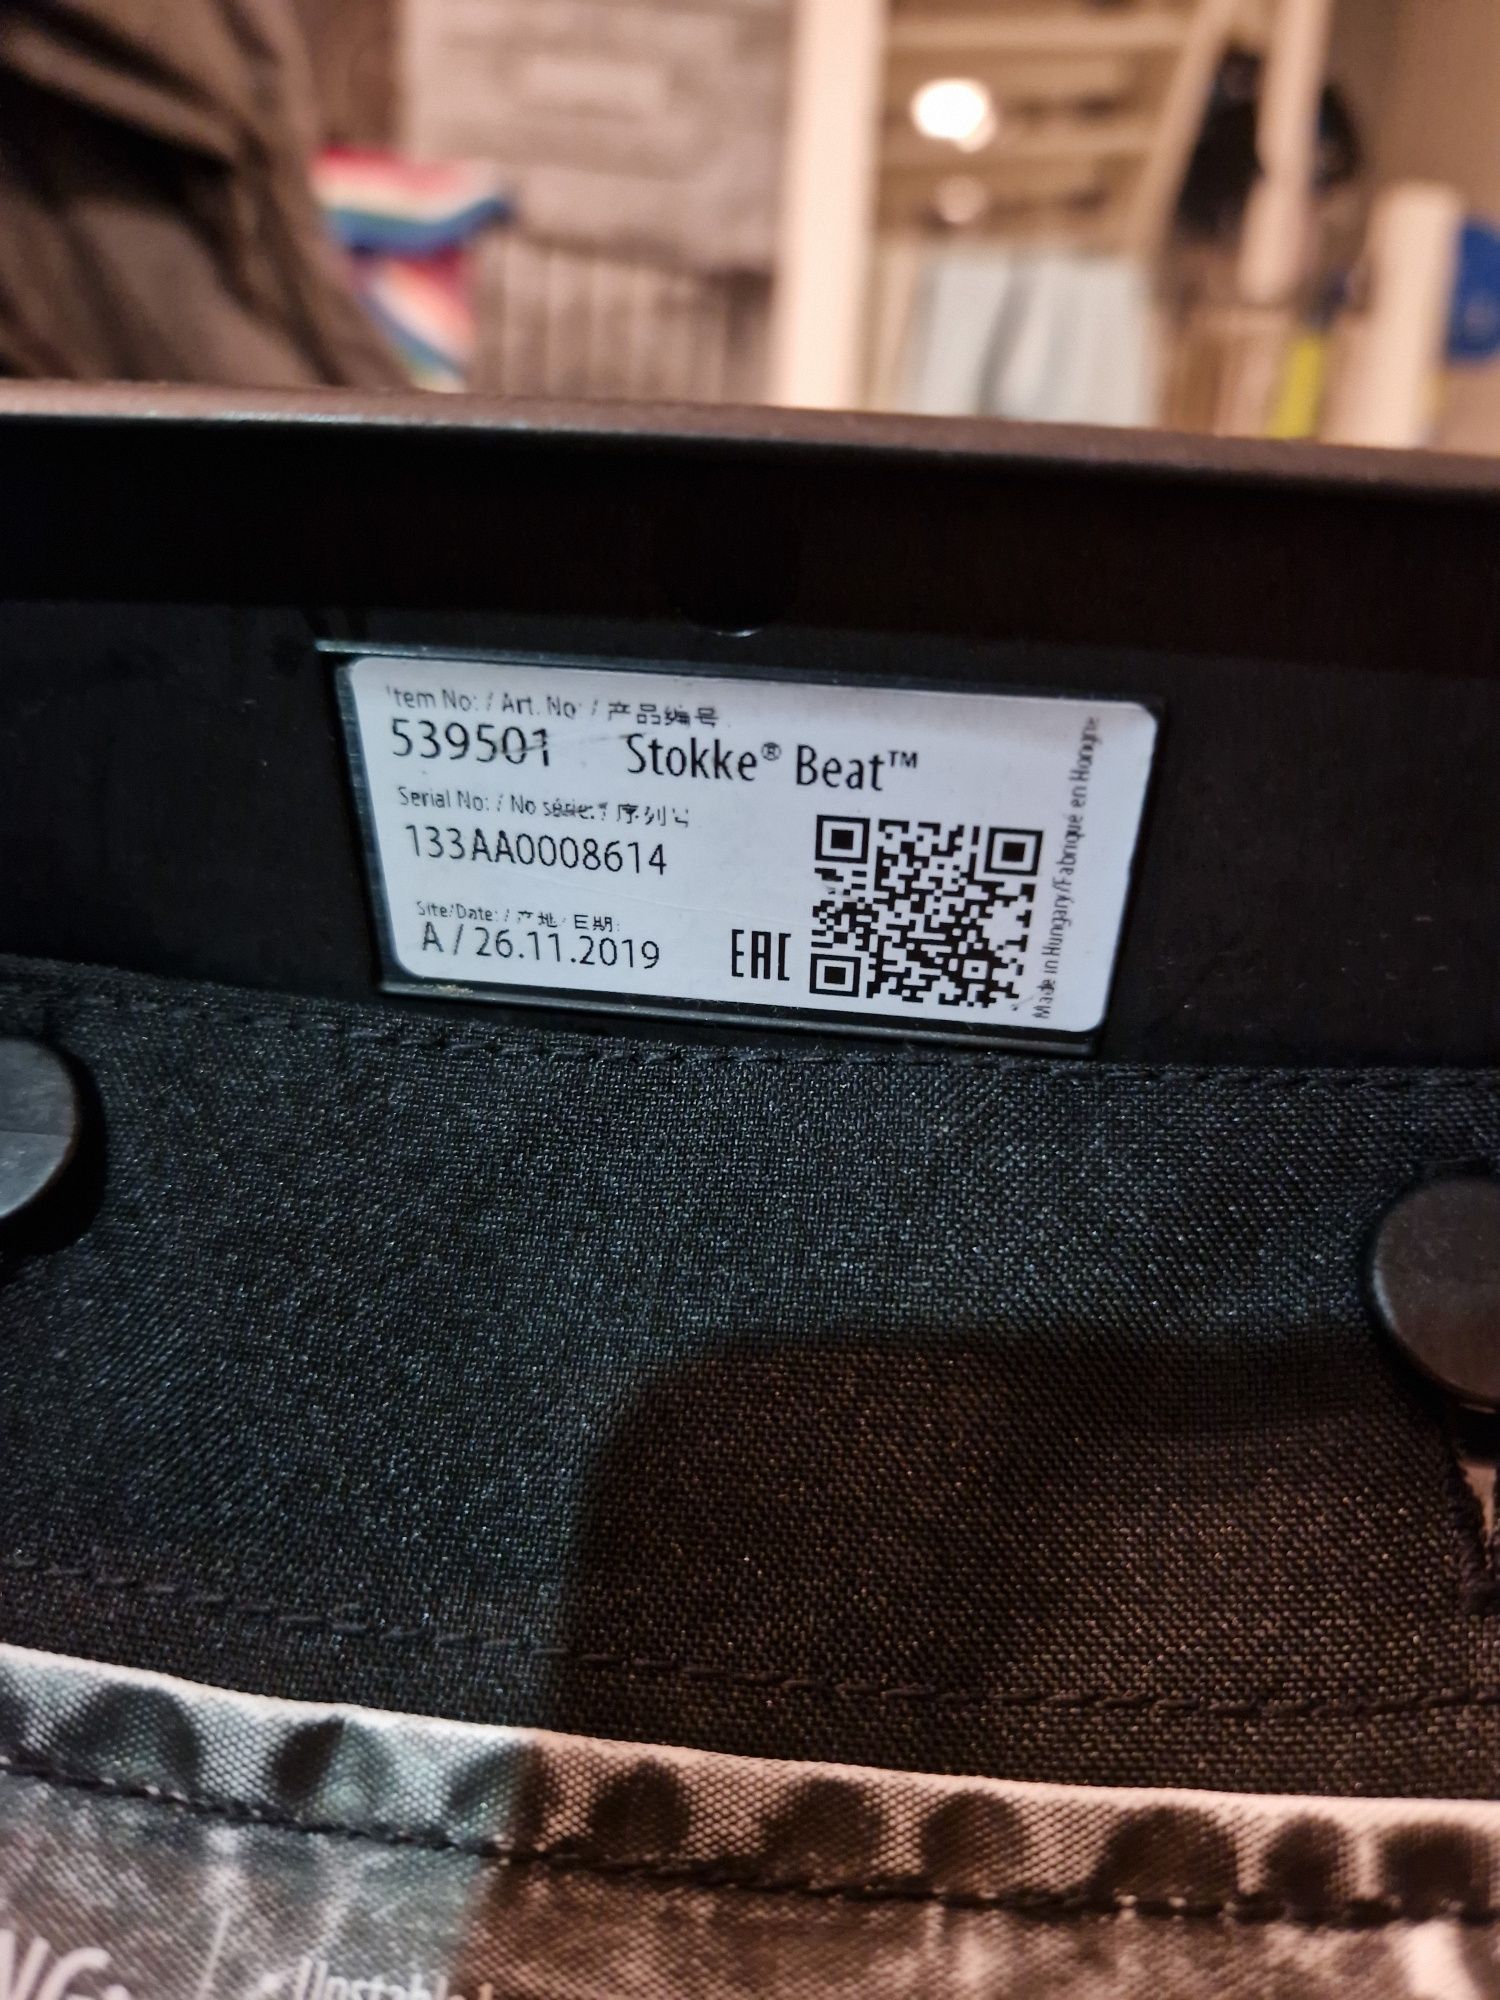 Item No: / Art. No: / 产品编号
539501 Stokke® Beat™
Serial No: / No série: / 序列号
133AA0008614
Site/Date: / 产地/日期:
A / 26.11.2019
EAC
Made in Hungary/Fabriqué en Hongrie